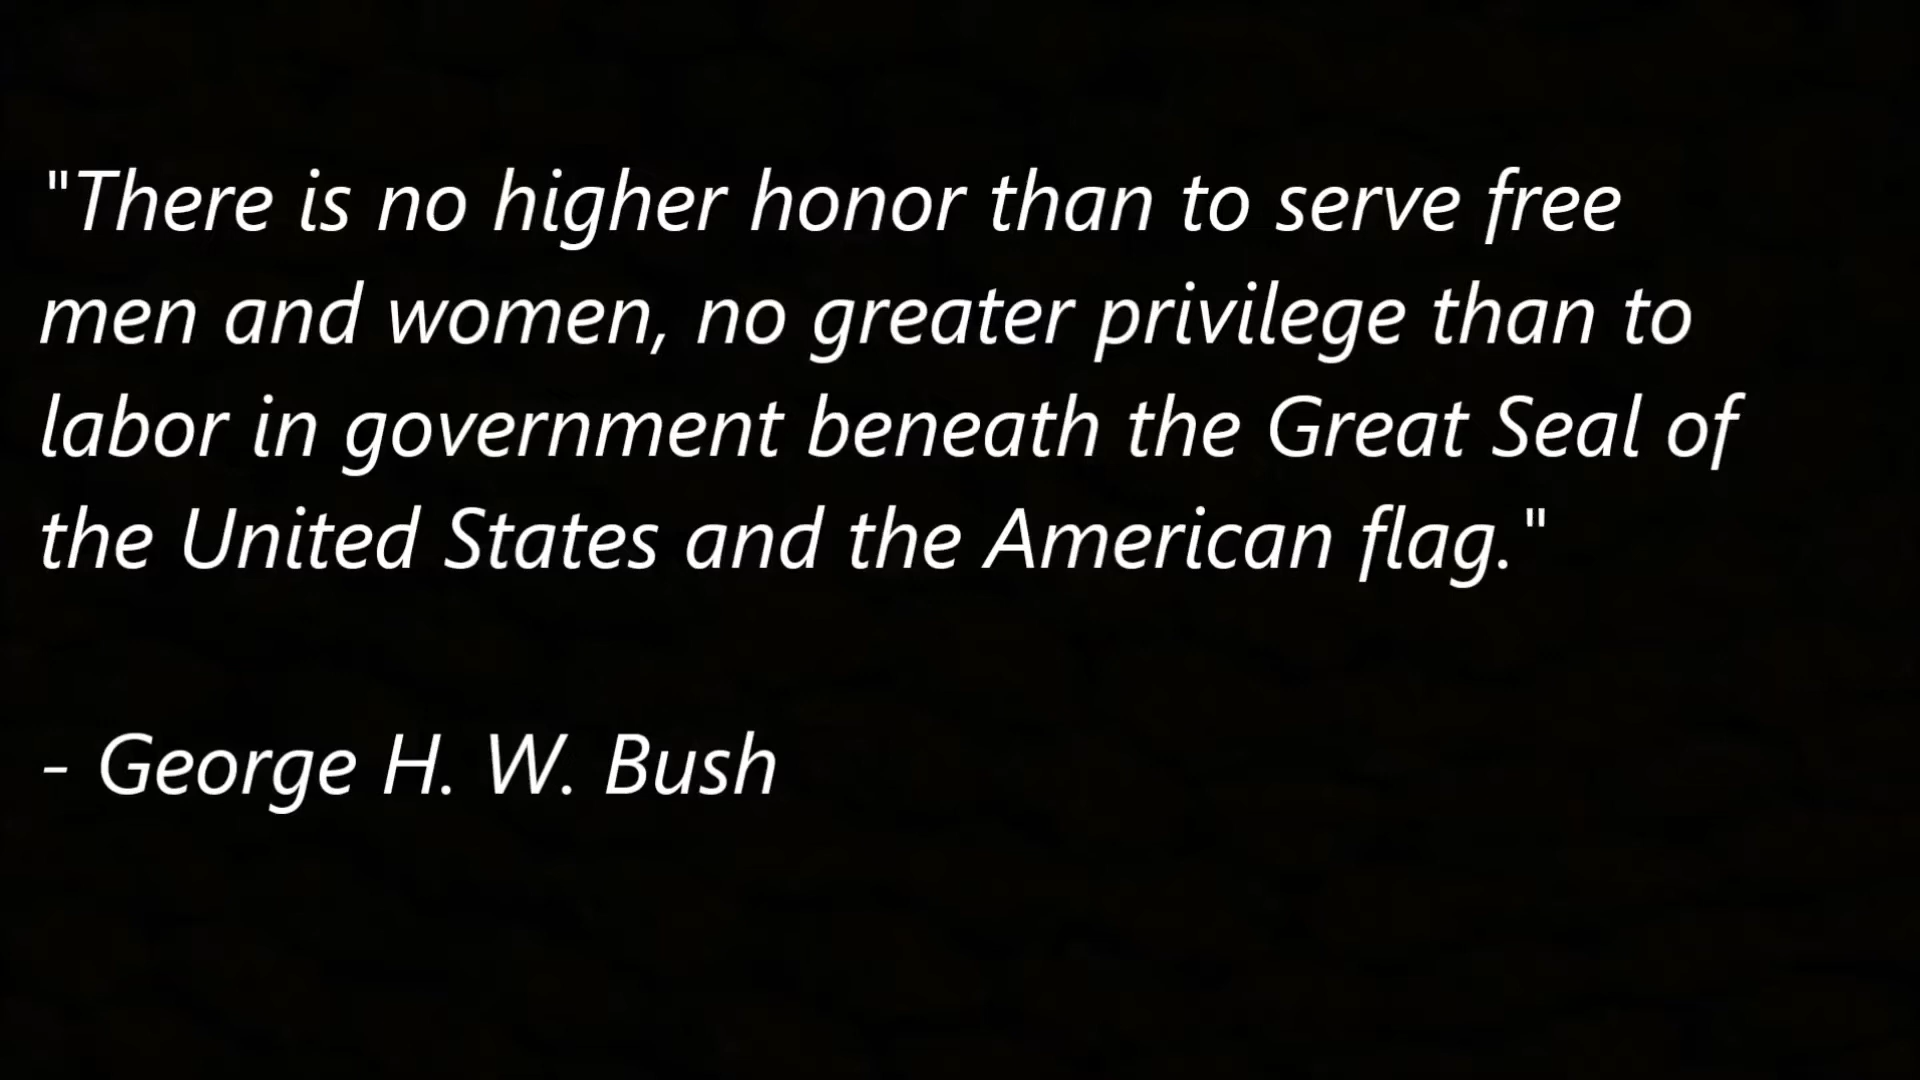 "There is no higher honor than to serve free
men and women, no greater privilege than to
labor in government beneath the Great Seal of
the United States and the American flag."
- George H. W. Bush